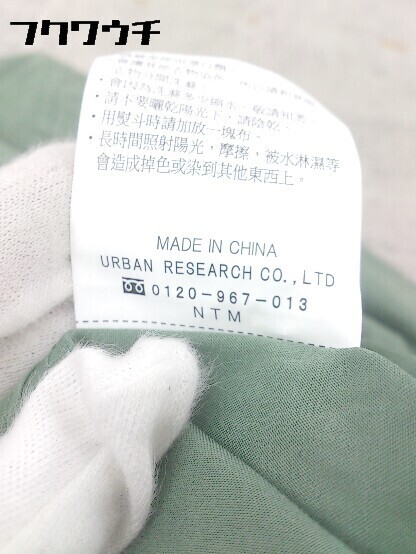 フクワウチ
・請不要曬乾陽光下，請陰乾。
・用熨斗時請加放一塊布。
・長時間照射陽光，摩擦，被水淋濕等
會造成掉色或染到其他東西上。
MADE IN CHINA
URBAN RESEARCH CO.,LTD
0120-967-013
NTM